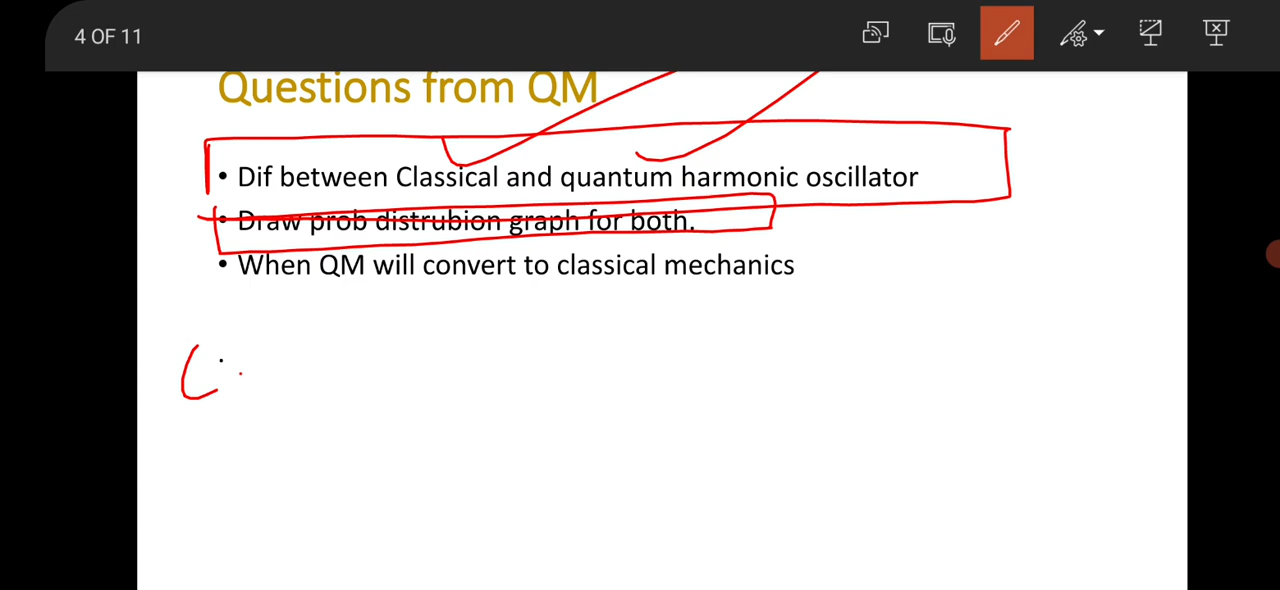 4 OF 11
Questions from QM
• Dif between Classical and quantum harmonic oscillator
• Draw prob distrubion graph for both.
• When QM will convert to classical mechanics